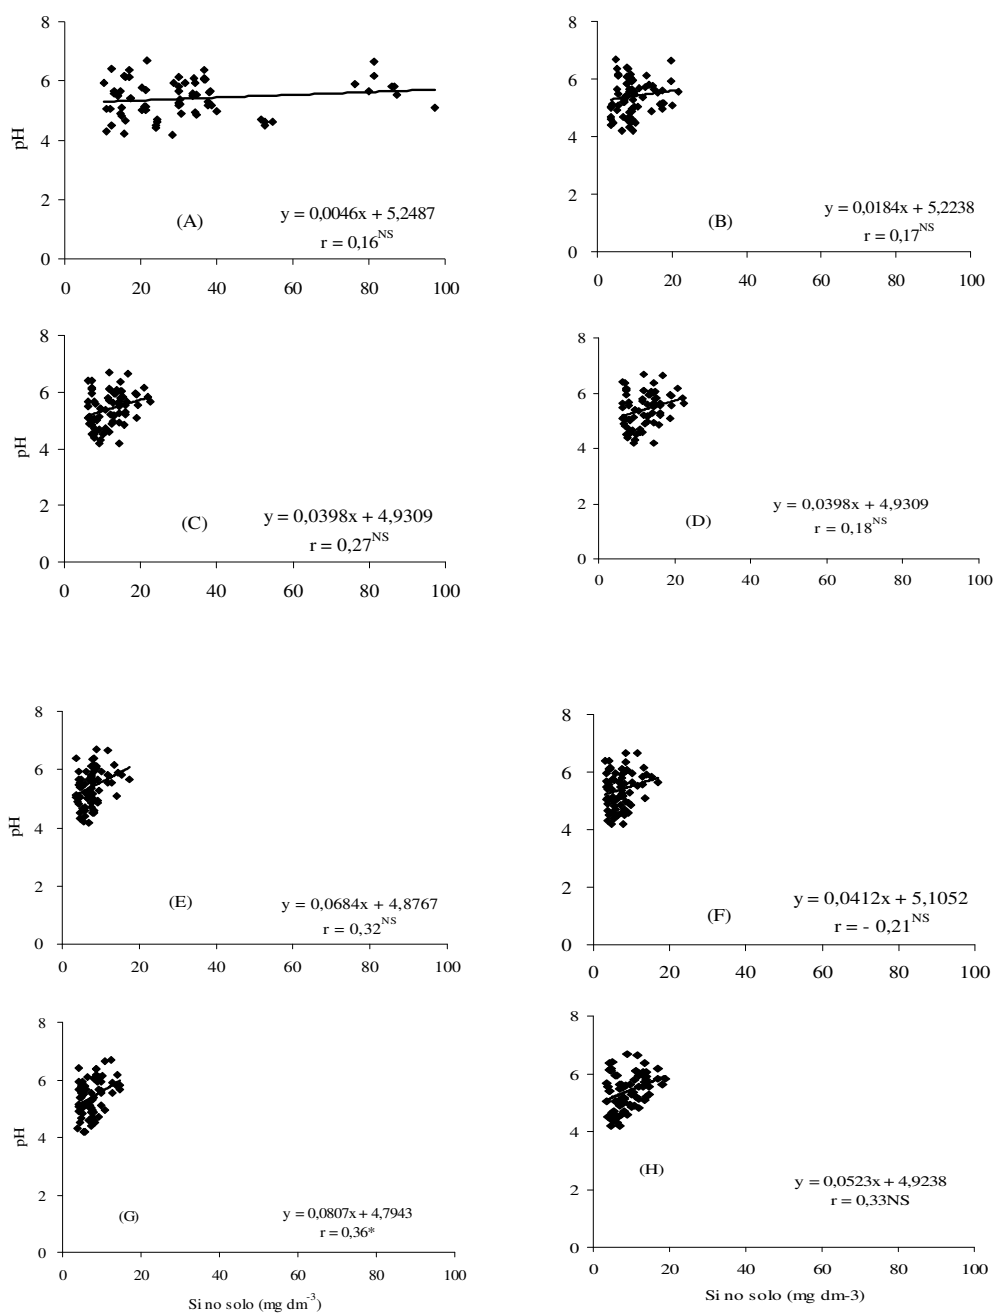 8
6
4
2
0
pH
0 20 40 60 80 100
(A)
y = 0,0046x + 5,2487
r = 0,16NS
8
6
4
2
0
0 20 40 60 80 100
(B)
y = 0,0184x + 5,2238
r = 0,17NS
8
6
4
2
0
pH
0 20 40 60 80 100
(C)
y = 0,0398x + 4,9309
r = 0,27NS
8
6
4
2
0
0 20 40 60 80 100
(D)
y = 0,0398x + 4,9309
r = 0,18NS
8
6
4
2
0
pH
0 20 40 60 80 100
(E)
y = 0,0684x + 4,8767
r = 0,32NS
8
6
4
2
0
0 20 40 60 80 100
(F)
y = 0,0412x + 5,1052
r = - 0,21NS
8
6
4
2
0
pH
0 20 40 60 80 100
(G)
y = 0,0807x + 4,7943
r = 0,36*
Si no solo (mg dm-3)
8
6
4
2
0
0 20 40 60 80 100
(H)
y = 0,0523x + 4,9238
r = 0,33NS
Si no solo (mg dm-3)